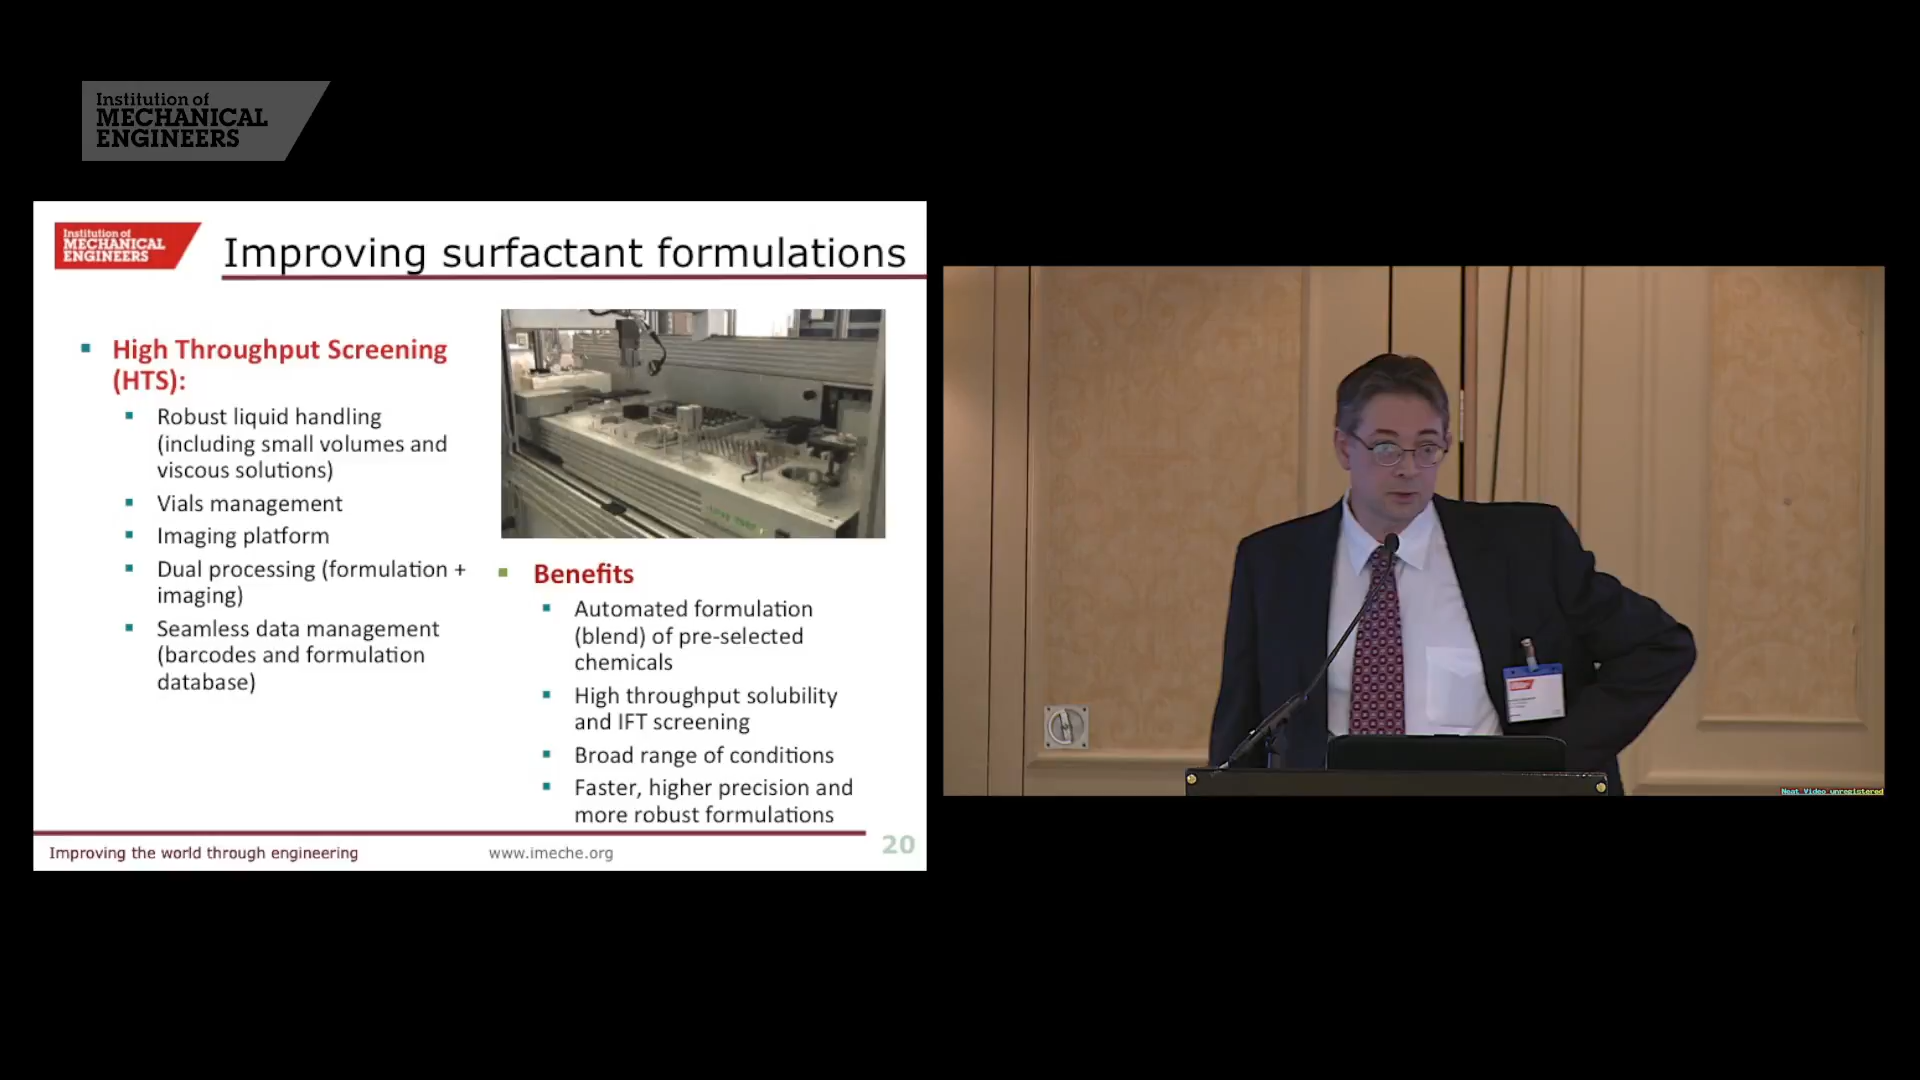 Institution of
MECHANICAL
ENGINEERS
Institution of
MECHANICAL
ENGINEERS
Improving surfactant formulations
High Throughput Screening
(HTS):
Robust liquid handling
(including small volumes and
viscous solutions)
Vials management
Imaging platform
Dual processing (formulation +
imaging)
Seamless data management
(barcodes and formulation
database)
Benefits
Automated formulation
(blend) of pre-selected
chemicals
High throughput solubility
and IFT screening
Broad range of conditions
Faster, higher precision and
more robust formulations
Improving the world through engineering
www.imeche.org
20
Neat Video unregistered